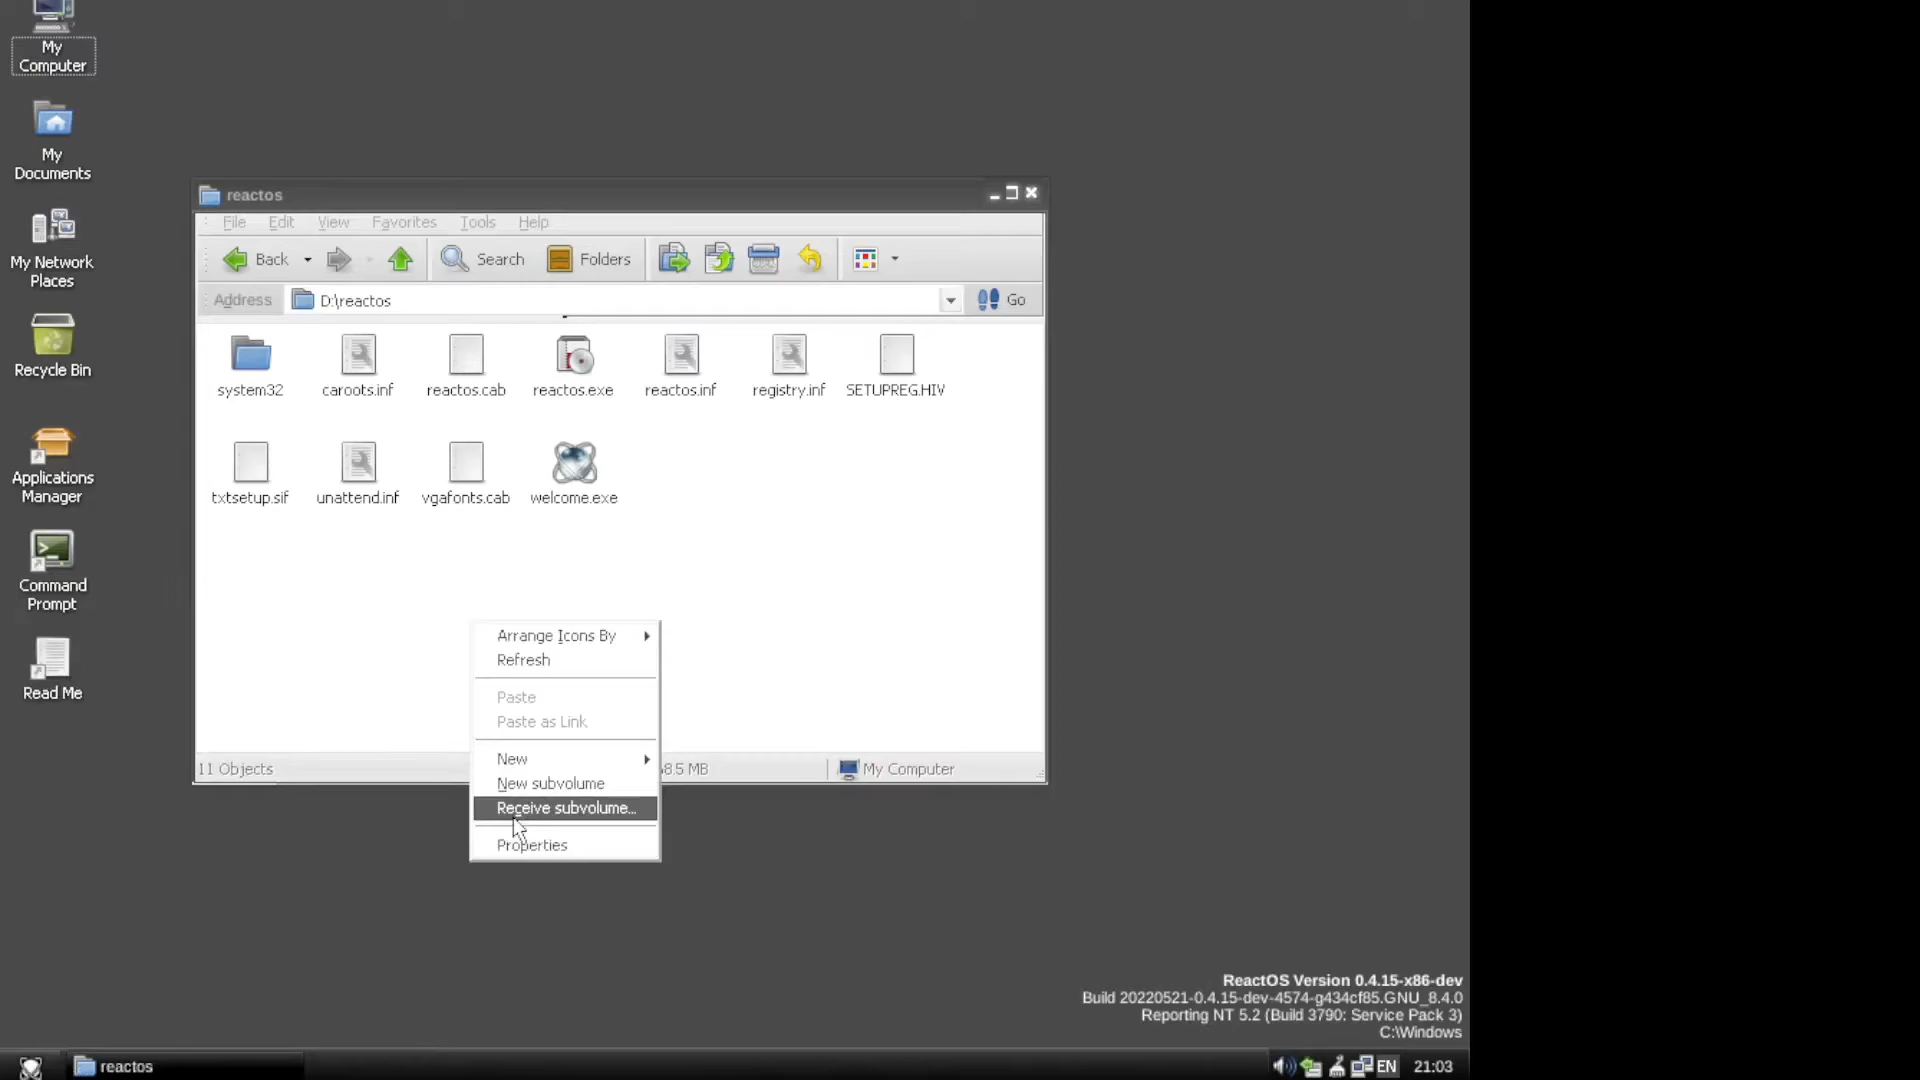 My
Computer
My
Documents
My Network
Places
Recycle Bin
Applications
Manager
Command
Prompt
Read Me
reactos
File Edit View Favorites Tools Help
Back Search Folders
Address D:\reactos Go
system32 caroots.inf reactos.cab reactos.exe reactos.inf registry.inf SETUPREG.HIV
txtsetup.sif unattend.inf vgafonts.cab welcome.exe
Arrange Icons By
Refresh
Paste
Paste as Link
New
New subvolume
Receive subvolume...
Properties
11 Objects 8.5 MB My Computer
ReactOS Version 0.4.15-x86-dev
Build 20220521-0.4.15-dev-4574-g434cf85.GNU_8.4.0
Reporting NT 5.2 (Build 3790: Service Pack 3)
C:\Windows
reactos EN 21:03